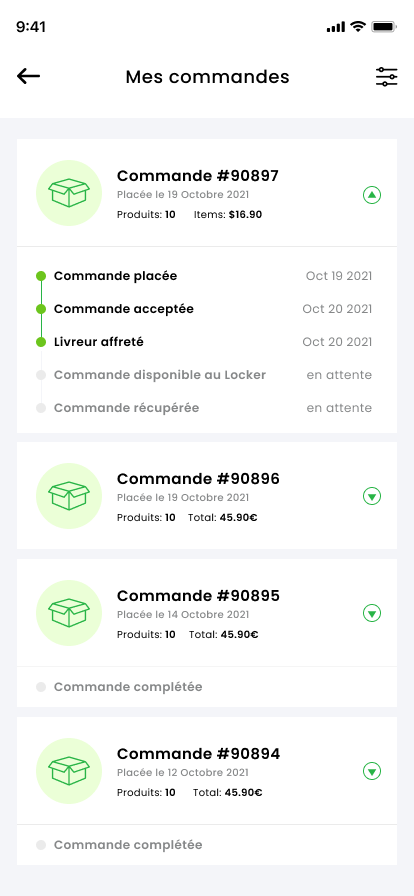 9:41
Mes commandes
Commande #90897
Placée le 19 Octobre 2021
Produits: 10 Items: $16.90
Commande placée Oct 19 2021
Commande acceptée Oct 20 2021
Livreur affreté Oct 20 2021
Commande disponible au Locker en attente
Commande récupérée en attente
Commande #90896
Placée le 19 Octobre 2021
Produits: 10 Total: 45.90€
Commande #90895
Placée le 14 Octobre 2021
Produits: 10 Total: 45.90€
Commande complétée
Commande #90894
Placée le 12 Octobre 2021
Produits: 10 Total: 45.90€
Commande complétée